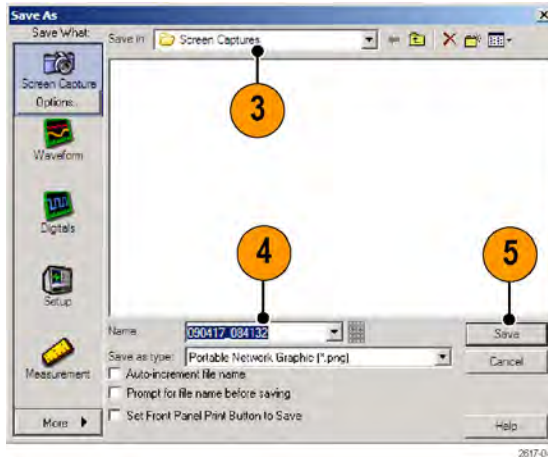 Save As
Save What:
Save in:
Screen Captures
3
Screen Capture
Options...
Waveform
Digitals
Setup
Measurement
More
4
5
Name:
090417_084132
Save
Save as type:
Portable Network Graphic (*.png)
Cancel
Auto-increment file name
Prompt for file name before saving
Set Front Panel Print Button to Save
Help